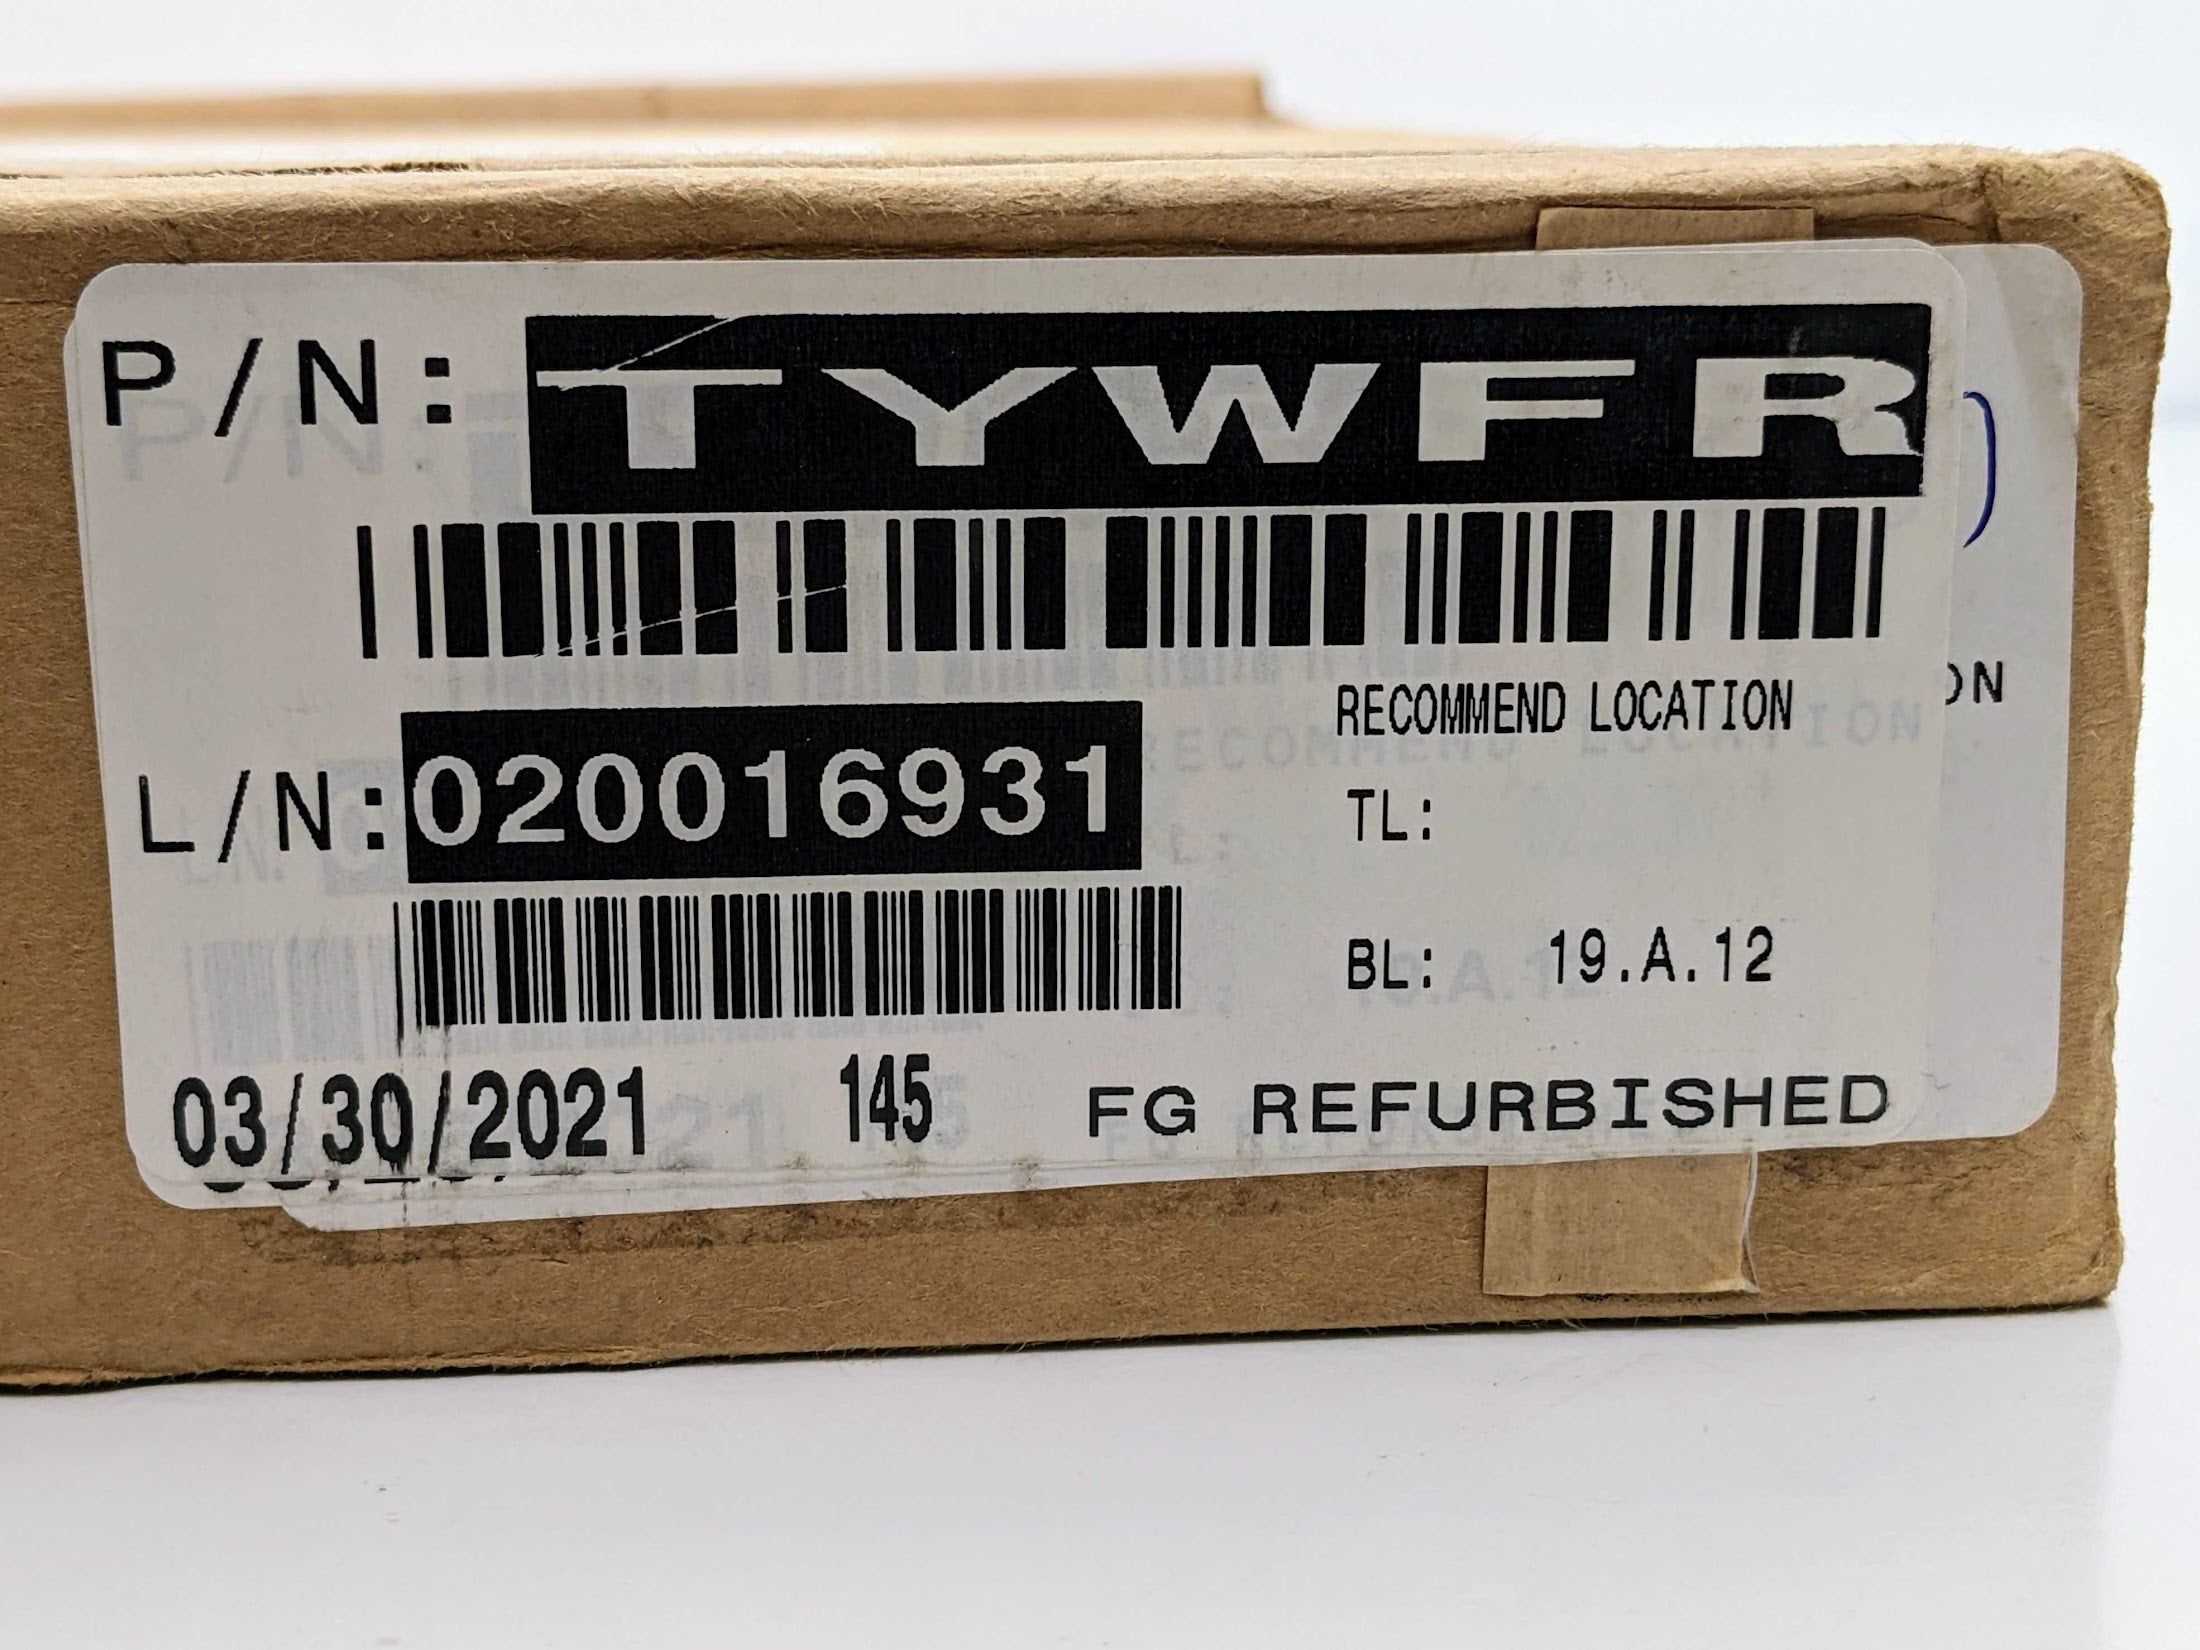 P/N: TYWFR
L/N: 020016931
RECOMMEND LOCATION
TL:
BL: 19.A.12
03/30/2021 145 FG REFURBISHED